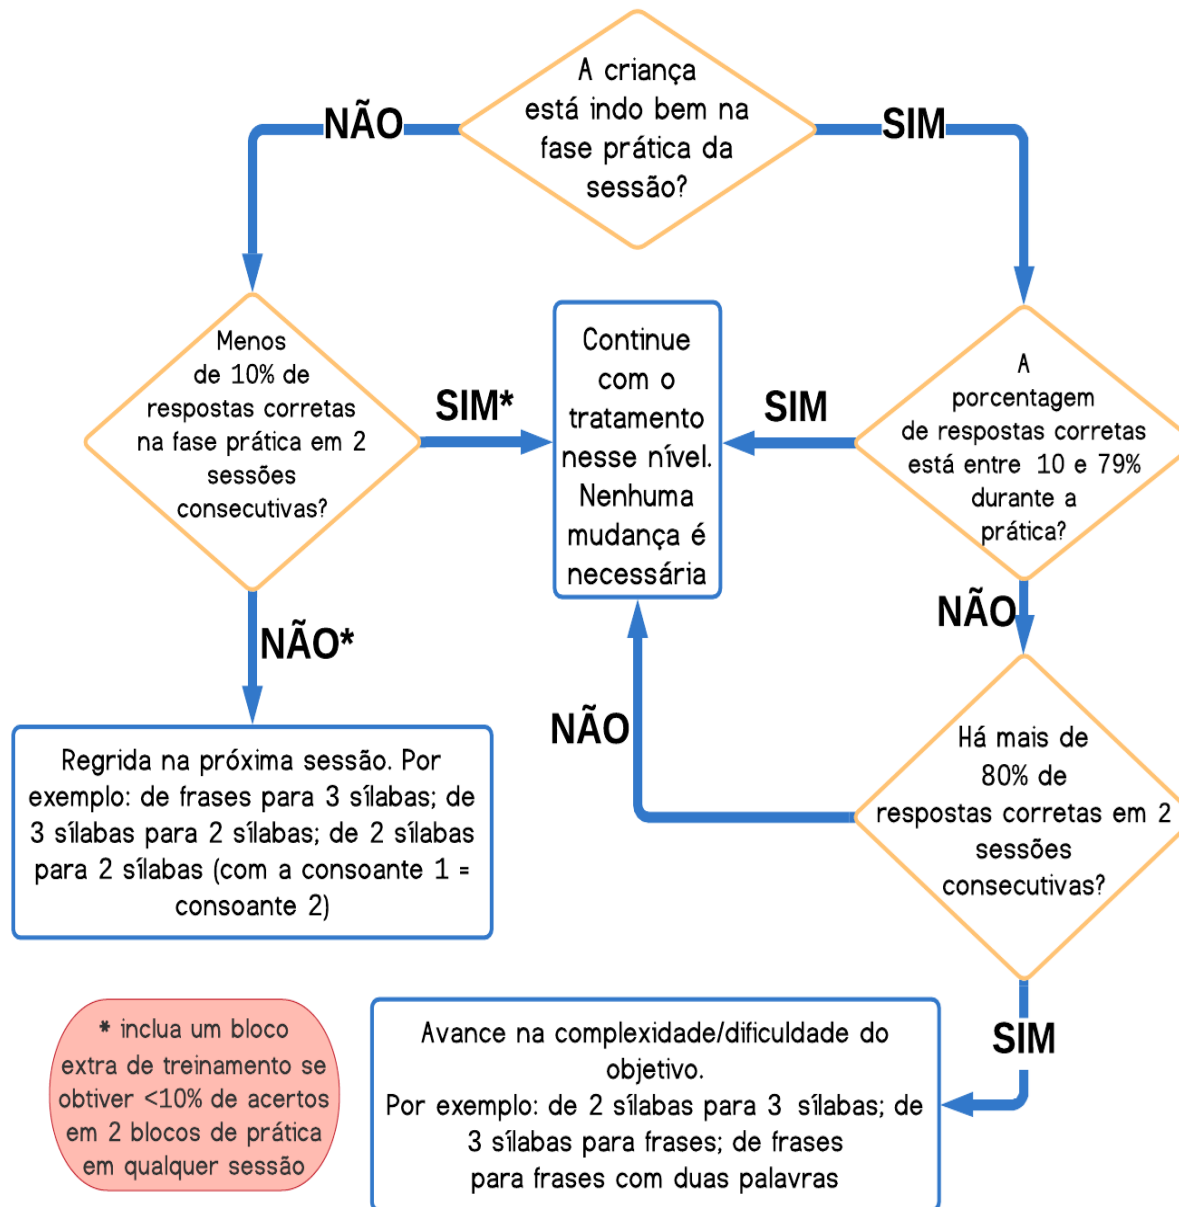 A criança
está indo bem na
fase prática da
sessão?
NÃO
SIM
Menos
de 10% de
respostas corretas
na fase prática em 2
sessões
consecutivas?
SIM*
Continue
com o
tratamento
nesse nível.
Nenhuma
mudança é
necessária
SIM
A
porcentagem
de respostas corretas
está entre 10 e 79%
durante a
prática?
NÃO*
NÃO
Regrida na próxima sessão. Por
exemplo: de frases para 3 sílabas; de
3 sílabas para 2 sílabas; de 2 sílabas
para 2 sílabas (com a consoante 1 =
consoante 2)
NÃO
Há mais de
80% de
respostas corretas em 2
sessões
consecutivas?
SIM
* inclua um bloco
extra de treinamento se
obtiver <10% de acertos
em 2 blocos de prática
em qualquer sessão
Avance na complexidade/dificuldade do
objetivo.
Por exemplo: de 2 sílabas para 3 sílabas; de
3 sílabas para frases; de frases
para frases com duas palavras